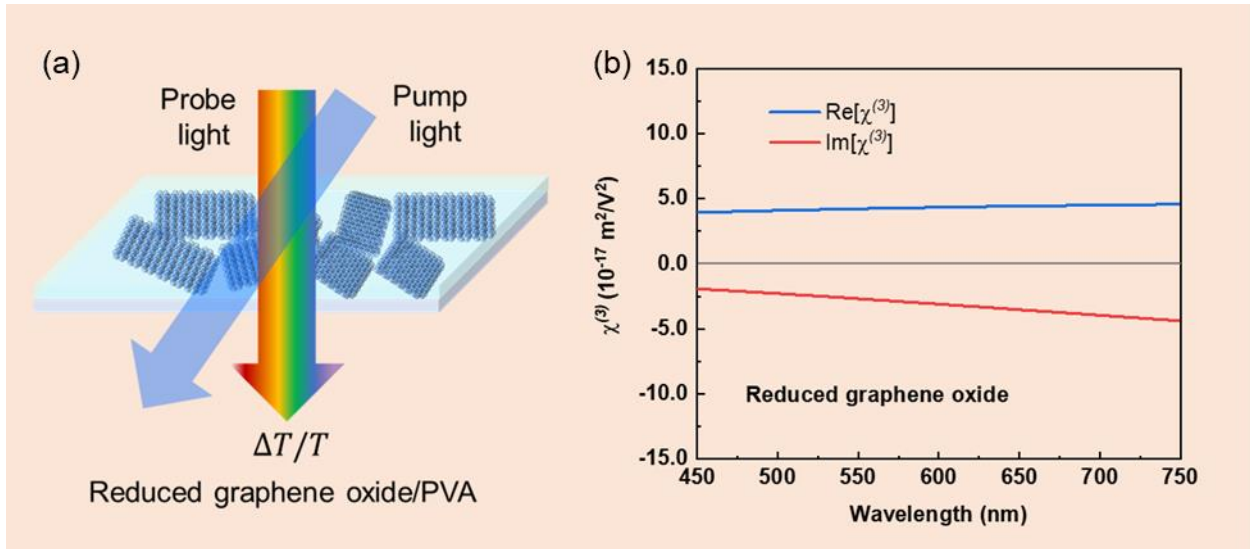 (a)
Probe
light
Pump
light
ΔT/T
Reduced graphene oxide/PVA
(b)
15.0
10.0
5.0
0.0
-5.0
-10.0
-15.0
χ⁽³⁾ (10⁻¹⁷ m²/V²)
Re[χ⁽³⁾]
Im[χ⁽³⁾]
Reduced graphene oxide
450 500 550 600 650 700 750
Wavelength (nm)